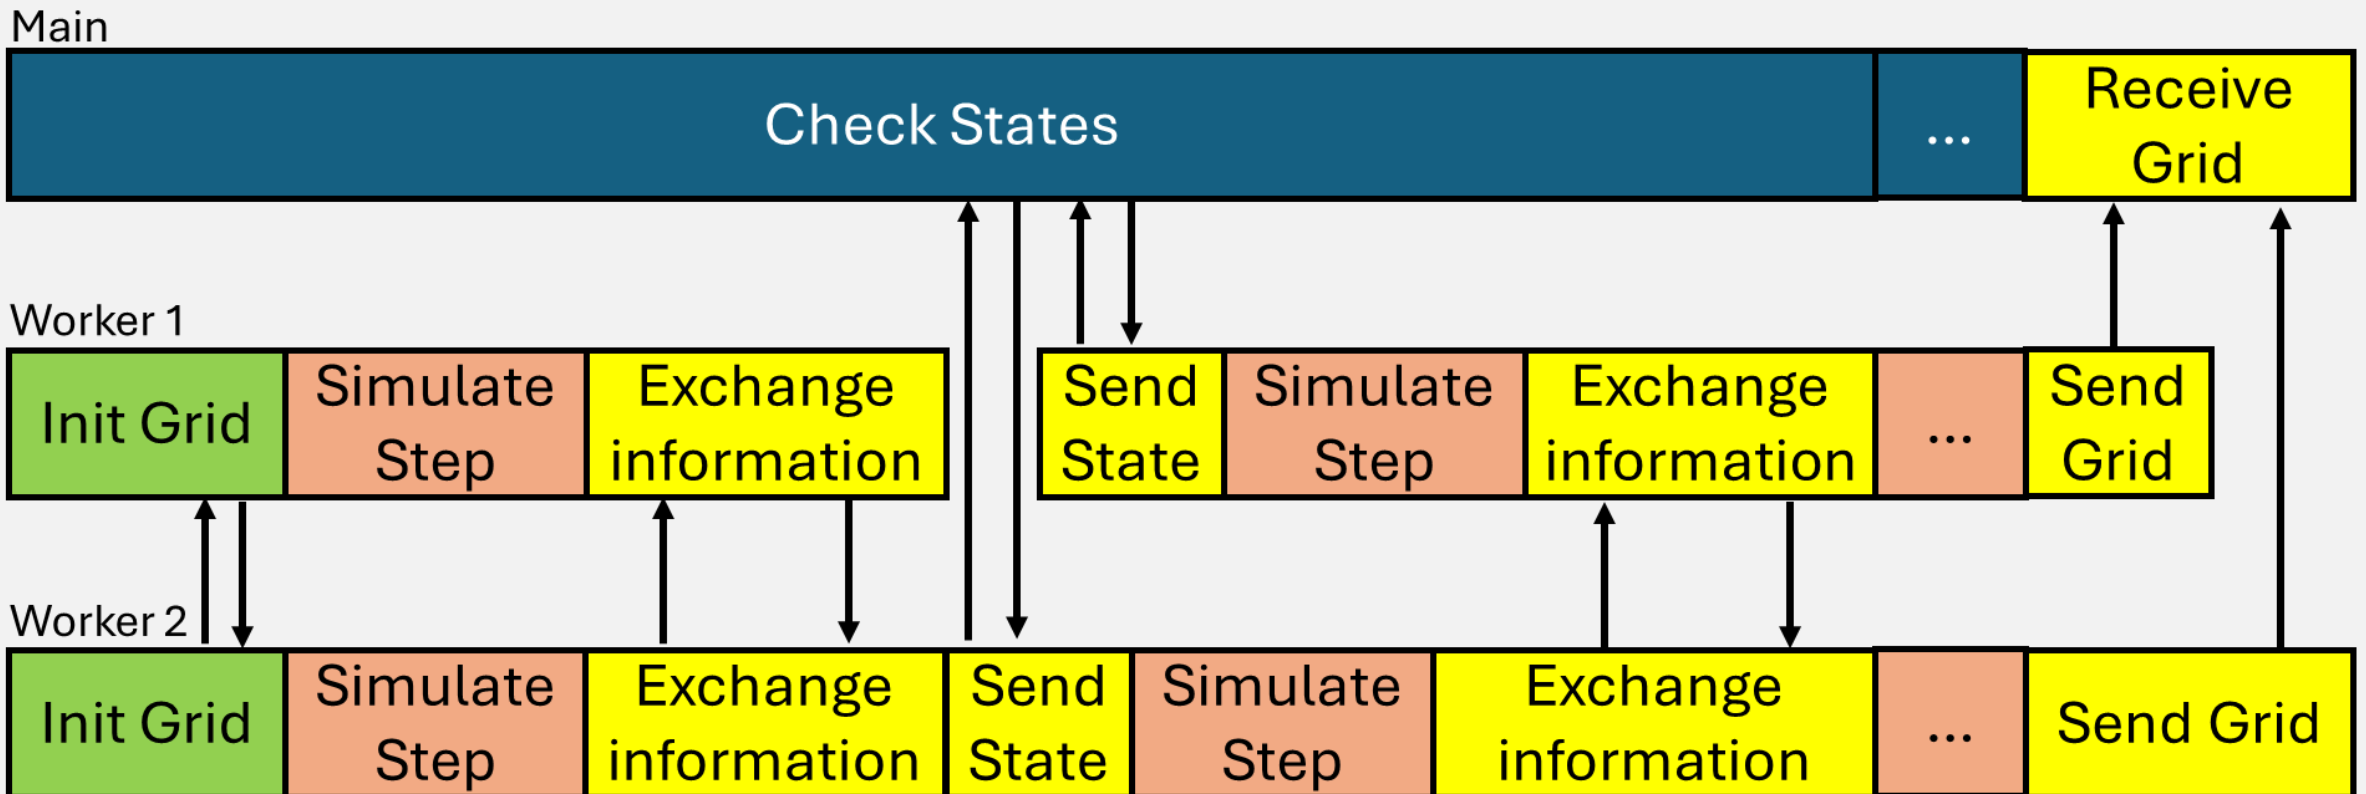 Main
Check States
...
Receive
Grid
Worker 1
Init Grid
Simulate
Step
Exchange
information
Send
State
Simulate
Step
Exchange
information
...
Send
Grid
Worker 2
Init Grid
Simulate
Step
Exchange
information
Send
State
Simulate
Step
Exchange
information
...
Send Grid